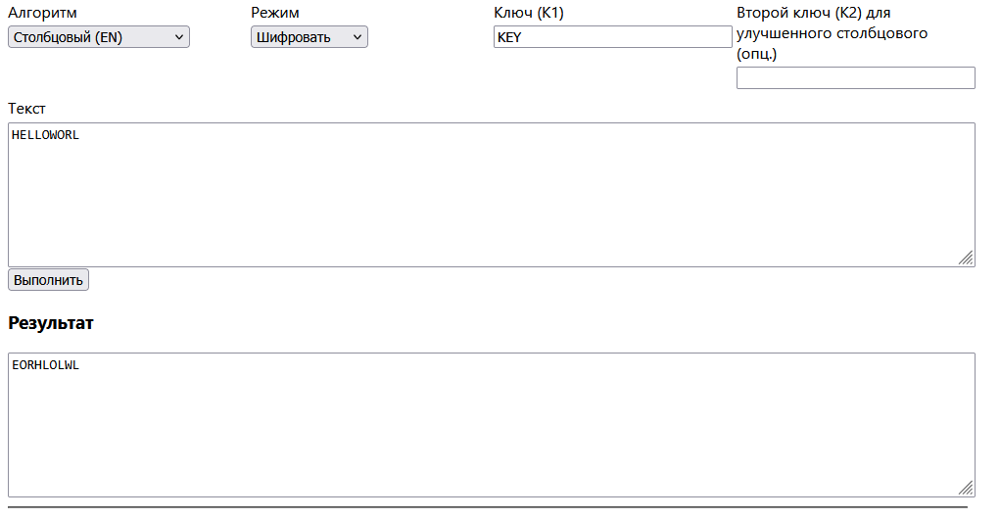 Алгоритм
Столбцовый (EN)
Режим
Шифровать
Ключ (K1)
KEY
Второй ключ (K2) для
улучшенного столбцового
(опц.)
Текст
HELLOWORL
Выполнить
Результат
EORHLOLWL